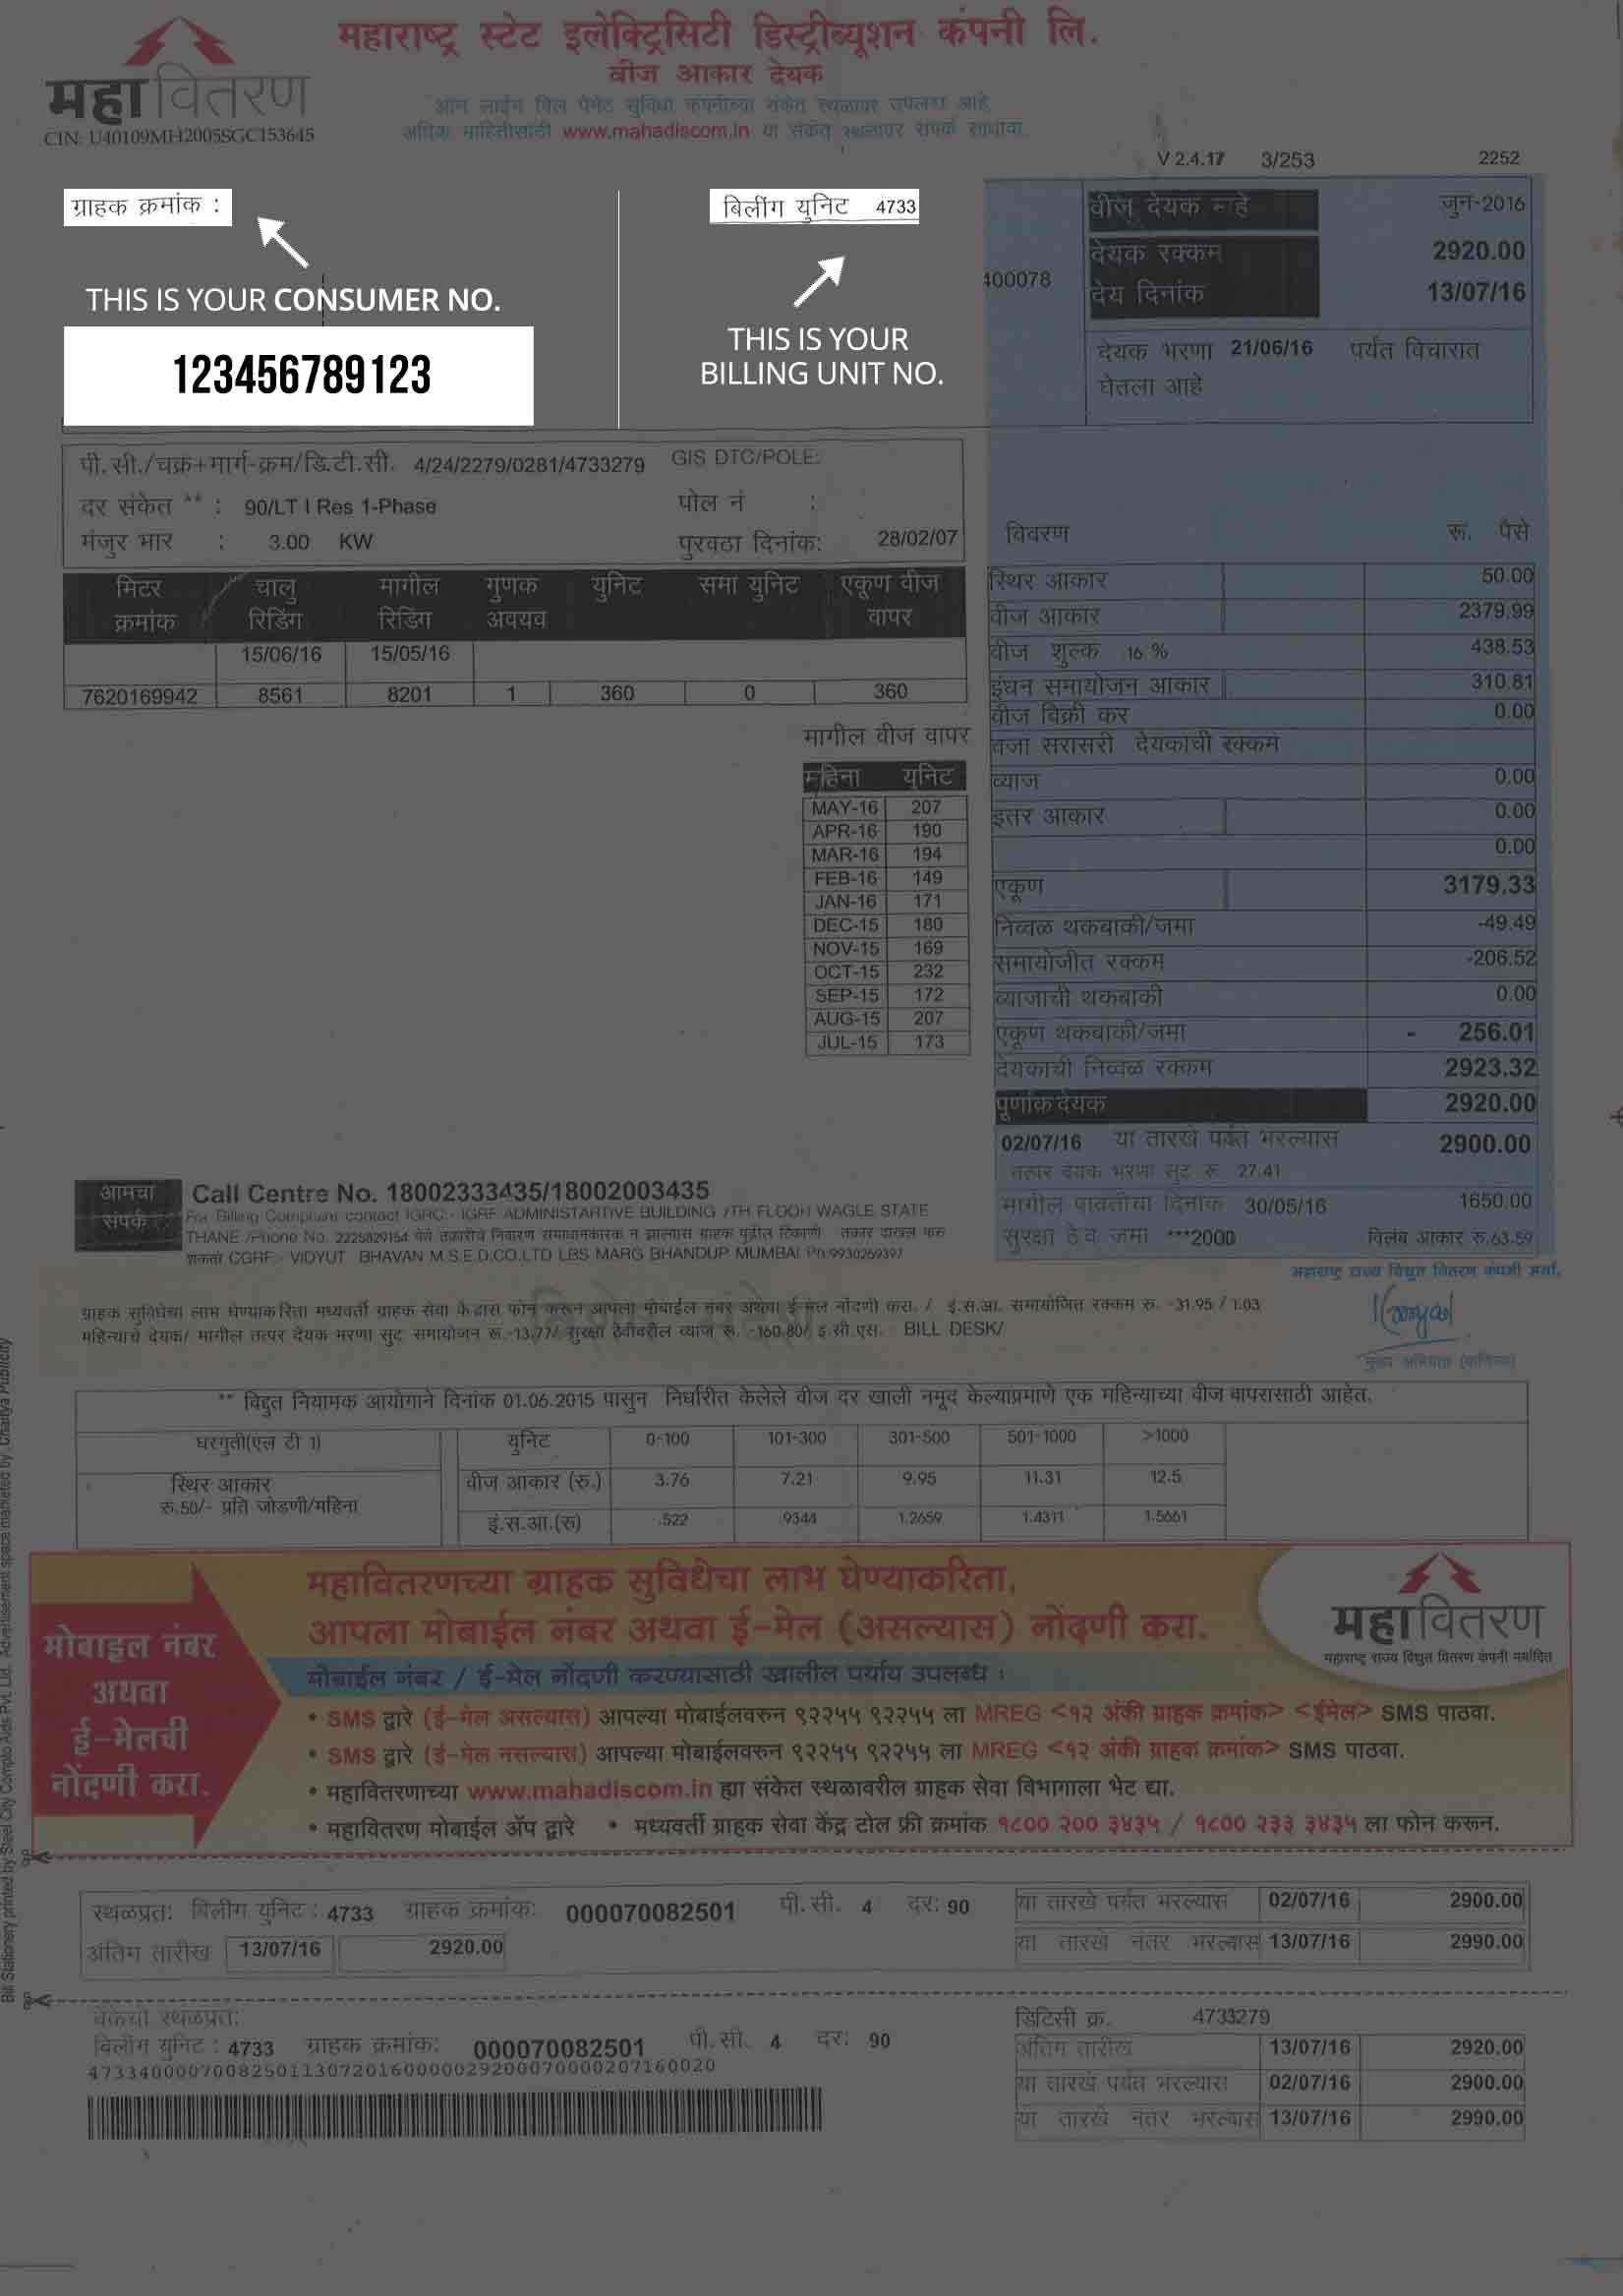 महाराष्ट्र स्टेट इलेक्ट्रिसिटी डिस्ट्रीब्यूशन कंपनी लि.
वीज आकार देयक
महावितरण
ऑन लाईन बिल पेमेंट सुविधा कंपनीच्या संकेत स्थळावर उपलब्ध आहे
CIN: U40109MH2005SGC153645
अधिक माहितीसाठी www.mahadiscom.in या संकेत स्थळावर संपर्क साधावा
V 2.4.17 3/253 2252
ग्राहक क्रमांक :
बिलींग युनिट 4733
वीज देयक माहे जुन-2016
देयक रक्कम 2920.00
400078
देय दिनांक 13/07/16
THIS IS YOUR CONSUMER NO.
123456789123
THIS IS YOUR
BILLING UNIT NO.
देयक भरणा 21/06/16 पर्यंत विचारात
घेतला आहे
पी.सी./चक्र+मार्ग-क्रम/डि.टी.सी. 4/24/2279/0281/4733279 GIS DTC/POLE:
दर संकेत ** : 90/LT I Res 1-Phase पोल नं :
मंजुर भार : 3.00 KW पुरवठा दिनांक: 28/02/07
मिटर क्रमांक चालु रिडिंग मागील रिडिंग गुणक अवयव युनिट समा युनिट एकूण वीज वापर
15/06/16 15/05/16
7620169942 8561 8201 1 360 0 360
मागील वीज वापर
महिना युनिट
MAY-16 207
APR-16 190
MAR-16 194
FEB-16 149
JAN-16 171
DEC-15 180
NOV-15 169
OCT-15 232
SEP-15 172
AUG-15 207
JUL-15 173
विवरण रू. पैसे
स्थिर आकार 50.00
वीज आकार 2379.99
वीज शुल्क 16 % 438.53
इंधन समायोजन आकार 310.81
वीज विक्री कर 0.00
वजा सरासरी देयकाची रक्कम
व्याज 0.00
इतर आकार 0.00
0.00
एकूण 3179.33
निव्वळ थकबाकी/जमा -49.49
समायोजीत रक्कम -206.52
व्याजाची थकबाकी 0.00
एकूण थकबाकी/जमा - 256.01
देयकाची निव्वळ रक्कम 2923.32
पूर्णांक देयक 2920.00
02/07/16 या तारखे पर्यंत भरल्यास 2900.00
तत्पर देयक भरणा सुट रू 27.41
मागील पावतीचा दिनांक 30/05/16 1650.00
सुरक्षा ठेव जमा ***2000 विलंब आकार रू.63.59
आमचा संपर्क
Call Centre No. 18002333435/18002003435
For Billing Complaint contact IGRC:- IGRF ADMINISTARTIVE BUILDING 7TH FLOOR WAGLE STATE
THANE /Phone No. 2225829154
CGRF:- VIDYUT BHAVAN M.S.E.D.CO.LTD LBS MARG BHANDUP MUMBAI Ph:9930269397
महाराष्ट्र राज्य विद्युत वितरण कंपनी मर्या.
ग्राहक सुविधेचा लाभ घेण्याकरिता मध्यवर्ती ग्राहक सेवा केंद्रास फोन करून आपला मोबाईल नंबर अथवा ई-मेल नोंदणी करा. / इं.स.आ. समायोजित रक्कम रु. -31.95 / 1.03
महिन्याचे देयक/ मागील तत्पर देयक भरणा सुट समायोजन रू.-13.77/ सुरक्षा ठेवीवरील व्याज रू. -160.80/ इ सी एस. BILL DESK/
मुख्य अभियंता (वाणिज्य)
** विद्युत नियामक आयोगाने दिनांक 01.06.2015 पासुन निर्धारीत केलेले वीज दर खाली नमूद केल्याप्रमाणे एक महिन्याच्या वीज वापरासाठी आहेत.
घरगुती(एल टी 1) युनिट 0-100 101-300 301-500 501-1000 >1000
स्थिर आकार वीज आकार (रु.) 3.76 7.21 9.95 11.31 12.5
रु.50/- प्रति जोडणी/महिना
इं.स.आ.(रु) .522 .9344 1.2659 1.4311 1.5661
महावितरणच्या ग्राहक सुविधेचा लाभ घेण्याकरिता,
आपला मोबाईल नंबर अथवा ई-मेल (असल्यास) नोंदणी करा.
मोबाईल नंबर / ई-मेल नोंदणी करण्यासाठी खालील पर्याय उपलब्ध :
• SMS द्वारे (ई-मेल असल्यास) आपल्या मोबाईलवरुन ९२२५५ ९२२५५ ला MREG <१२ अंकी ग्राहक क्रमांक> <ईमेल> SMS पाठवा.
• SMS द्वारे (ई-मेल नसल्यास) आपल्या मोबाईलवरुन ९२२५५ ९२२५५ ला MREG <१२ अंकी ग्राहक क्रमांक> SMS पाठवा.
• महावितरणाच्या www.mahadiscom.in ह्या संकेत स्थळावरील ग्राहक सेवा विभागाला भेट द्या.
• महावितरण मोबाईल ॲप द्वारे • मध्यवर्ती ग्राहक सेवा केंद्र टोल फ्री क्रमांक १८०० २०० ३४३५ / १८०० २३३ ३४३५ ला फोन करून.
मोबाइल नंबर
अथवा
ई-मेलची
नोंदणी करा.
महावितरण
महाराष्ट्र राज्य विद्युत वितरण कंपनी मर्यादित
Bill Stationery printed by Steel City Compto Aids Pvt. Ltd. Advertisement space marketed by Chaitya Publicity
स्थळप्रत: बिलींग युनिट : 4733 ग्राहक क्रमांक: 000070082501 पी.सी. 4 दर: 90 या तारखे पर्यंत भरल्यास 02/07/16 2900.00
अंतिम तारीख 13/07/16 2920.00 या तारखे नंतर भरल्यास 13/07/16 2990.00
बँकेची स्थळप्रत: डिटिसी क्र. 4733279
बिलींग युनिट : 4733 ग्राहक क्रमांक: 000070082501 पी.सी. 4 दर: 90 अंतिम तारीख 13/07/16 2920.00
या तारखे पर्यंत भरल्यास 02/07/16 2900.00
या तारखे नंतर भरल्यास 13/07/16 2990.00